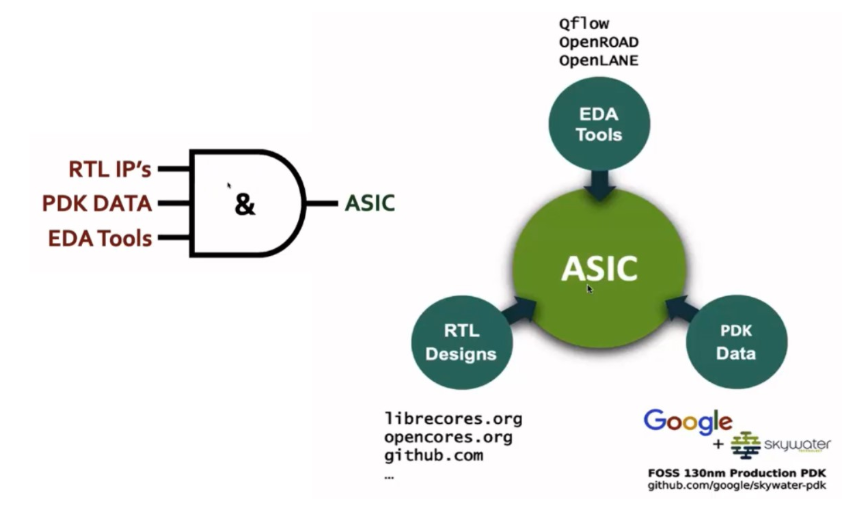 RTL IP's
PDK DATA
EDA Tools
&
ASIC
Qflow
OpenROAD
OpenLANE
EDA
Tools
ASIC
RTL
Designs
PDK
Data
librecores.org
opencores.org
github.com
...
Google
+ skywater
FOSS 130nm Production PDK
github.com/google/skywater-pdk